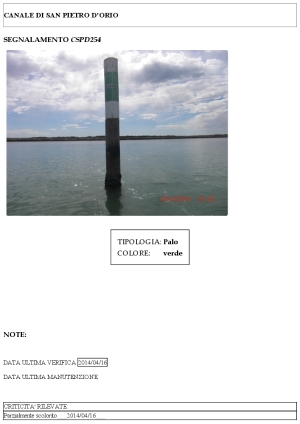 CANALE DI SAN PIETRO D'ORIO
SEGNALAMENTO CSPD254
TIPOLOGIA: Palo
COLORE: verde
NOTE:
DATA ULTIMA VERIFICA 2014/04/16
DATA ULTIMA MANUTENZIONE
CRITICITA' RILEVATE
Parzialmente scolorito 2014/04/16